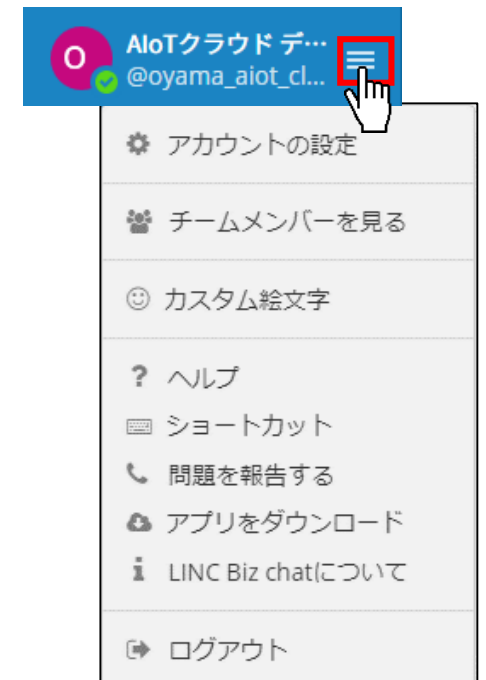 O
AIoTクラウド デ…
@oyama_aiot_cl...
アカウントの設定
チームメンバーを見る
カスタム絵文字
? ヘルプ
ショートカット
問題を報告する
アプリをダウンロード
i LINC Biz chatについて
ログアウト